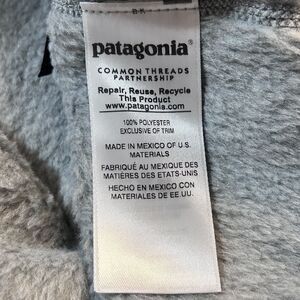 patagonia®
COMMON THREADS
PARTNERSHIP
Repair, Reuse, Recycle
This Product
www.patagonia.com
100% POLYESTER
EXCLUSIVE OF TRIM
MADE IN MEXICO OF U.S.
MATERIALS
FABRIQUÉ AU MEXIQUE DES
MATIÈRES DES ETATS-UNIS
HECHO EN MEXICO CON
MATERIALES DE EE.UU.